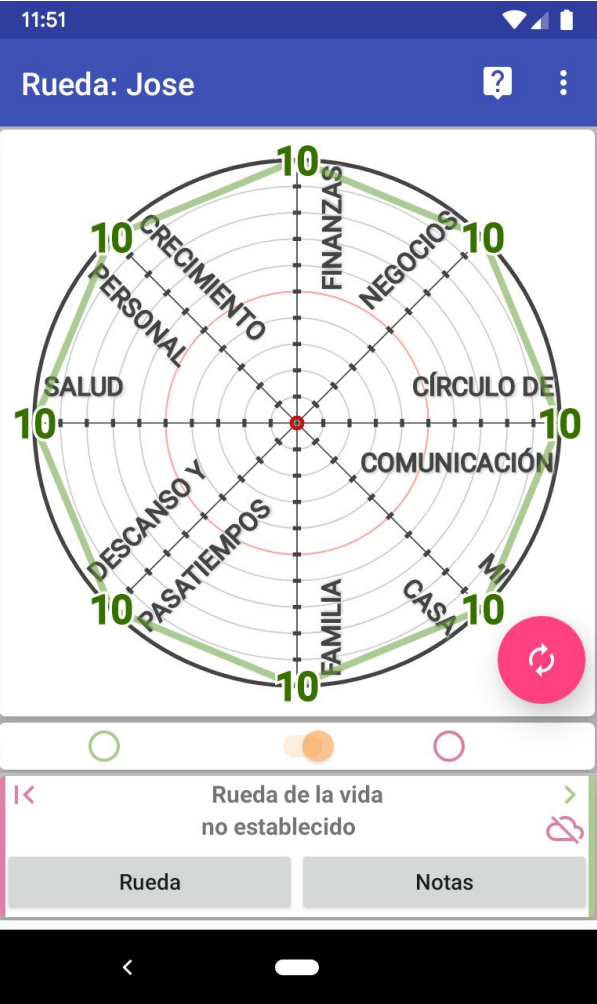 11:51
Rueda: Jose
10
FINANZAS
10
NEGOCIOS
10
CÍRCULO DE
COMUNICACIÓN
10
MI
CASA
10
FAMILIA
10
DESCANSO Y
PASATIEMPOS
10
SALUD
10
CRECIMIENTO
PERSONAL
Rueda de la vida
no establecido
Rueda
Notas